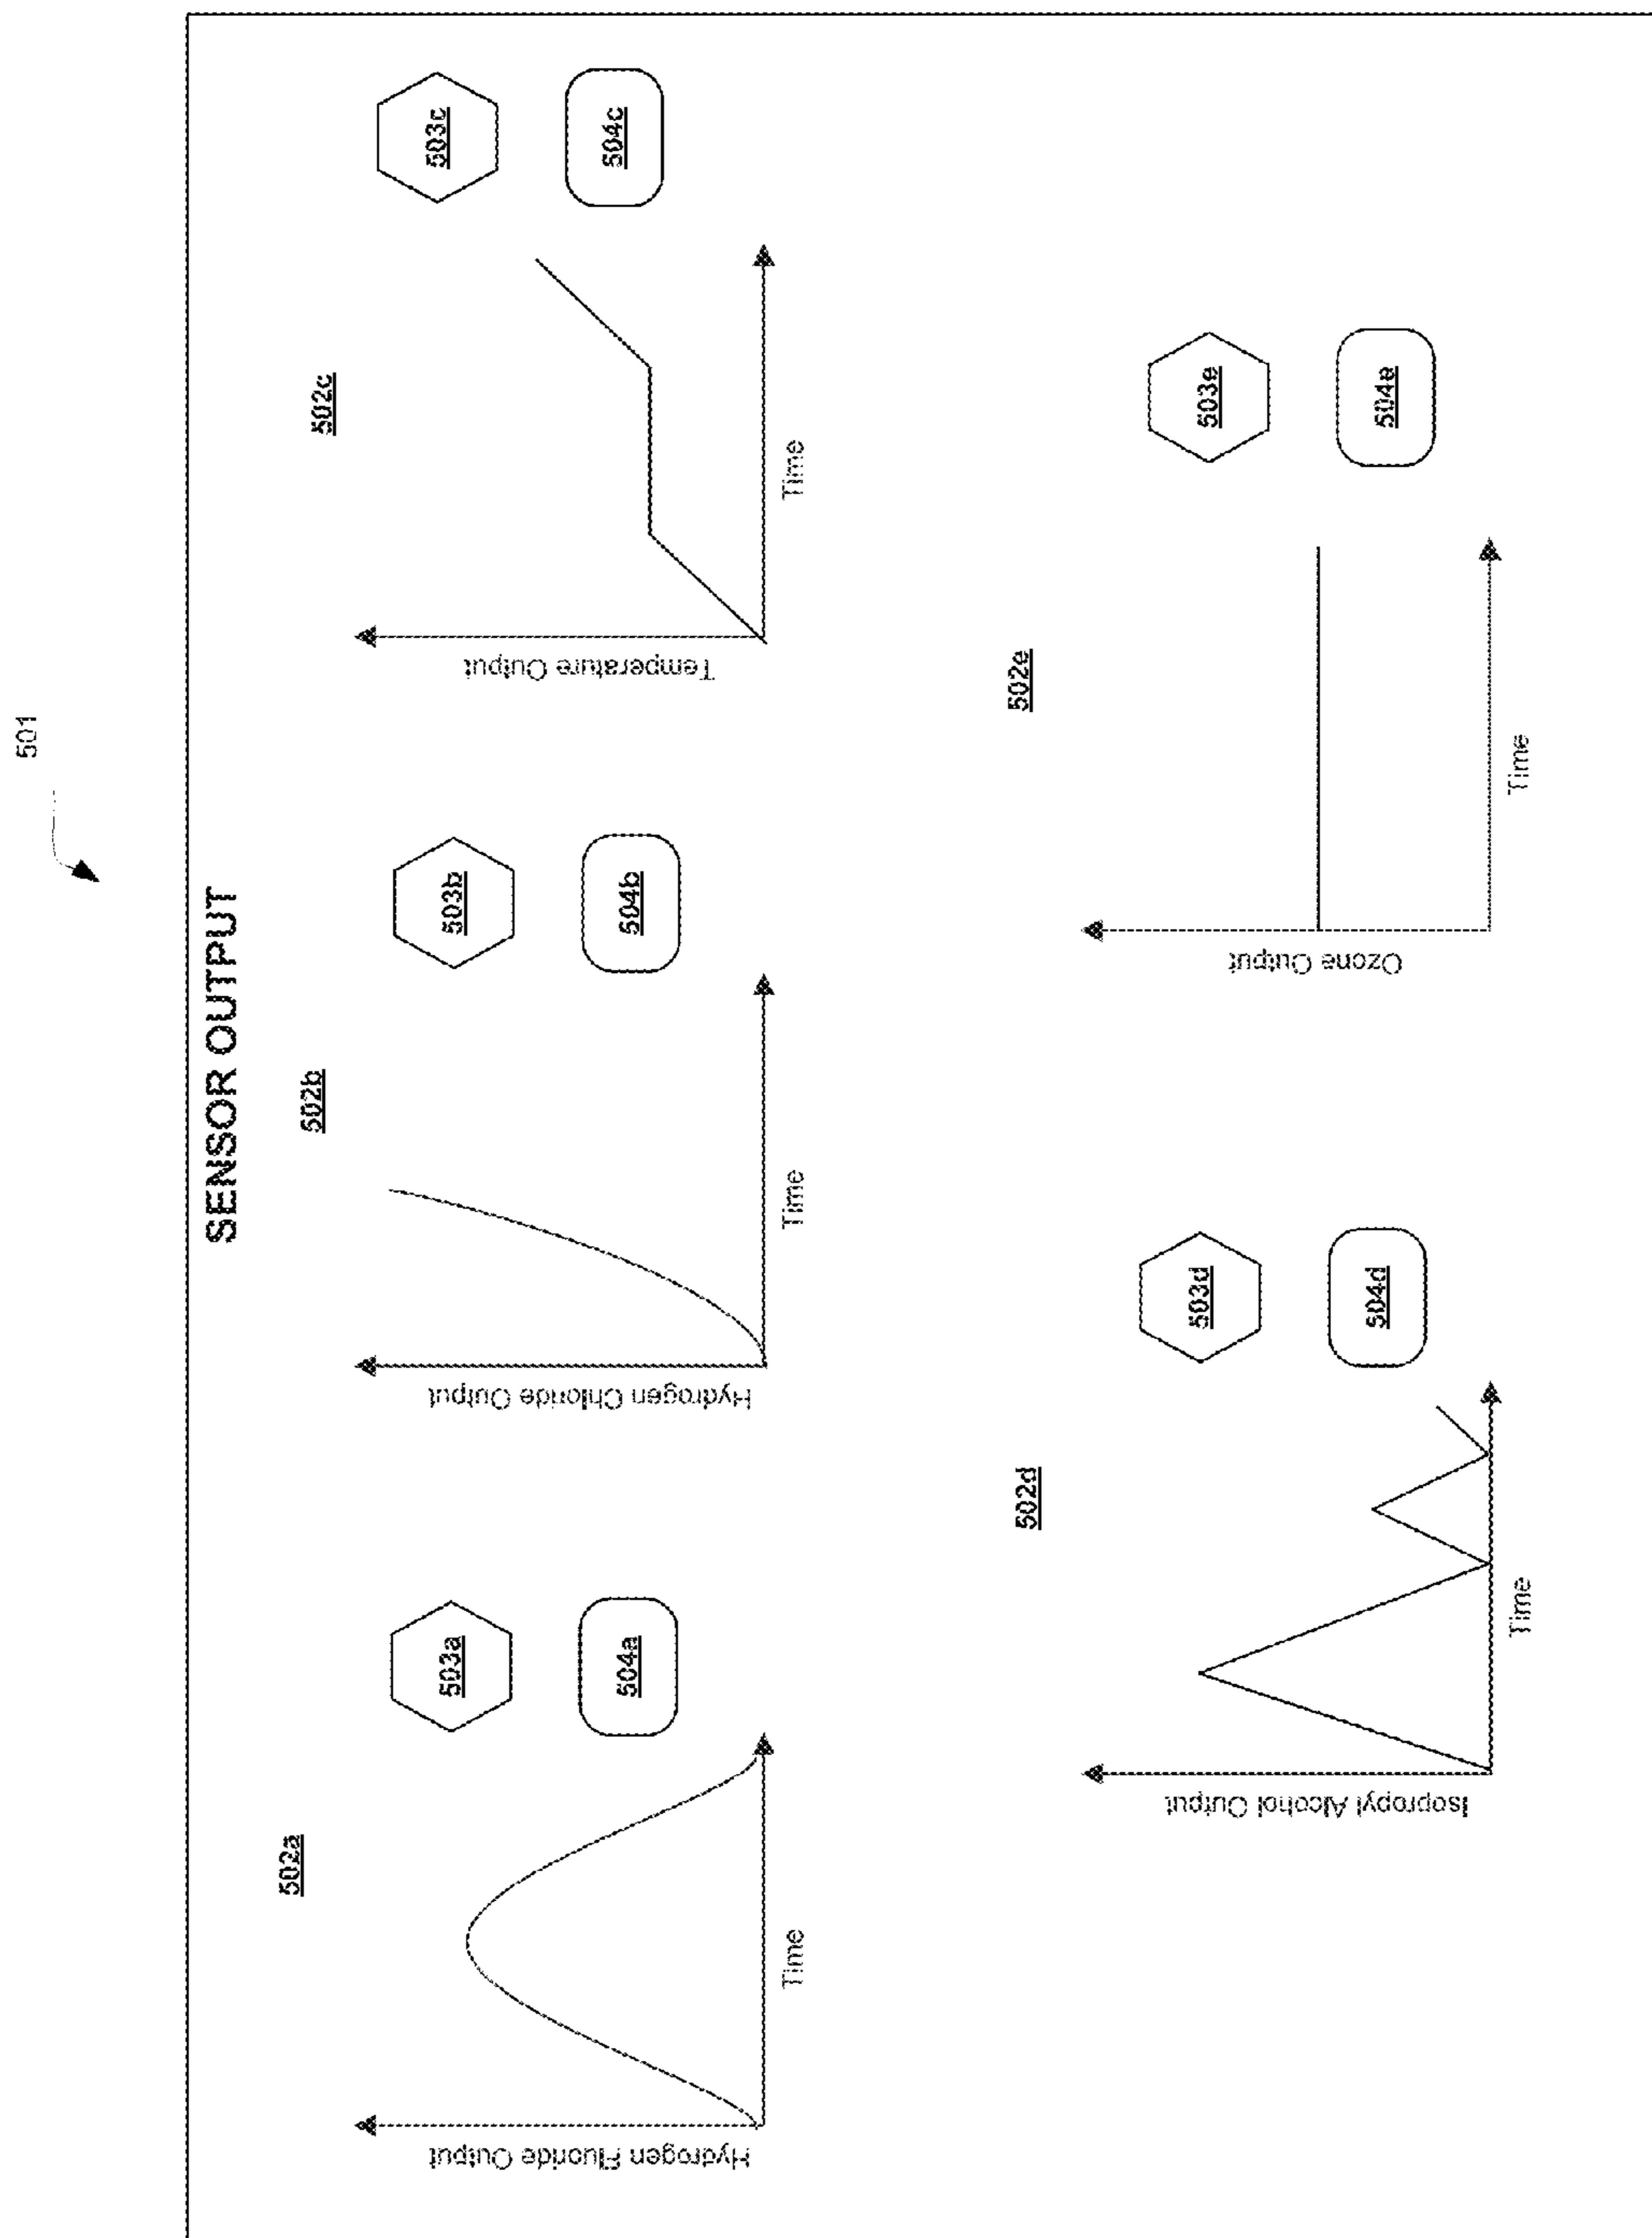 501
SENSOR OUTPUT
502a
Hydrogen Fluoride Output
Time
503a
504a
502b
Hydrogen Chloride Output
Time
503b
504b
502c
Temperature Output
Time
503c
504c
502d
Isopropyl Alcohol Output
Time
503d
504d
502e
Ozone Output
Time
503e
504e